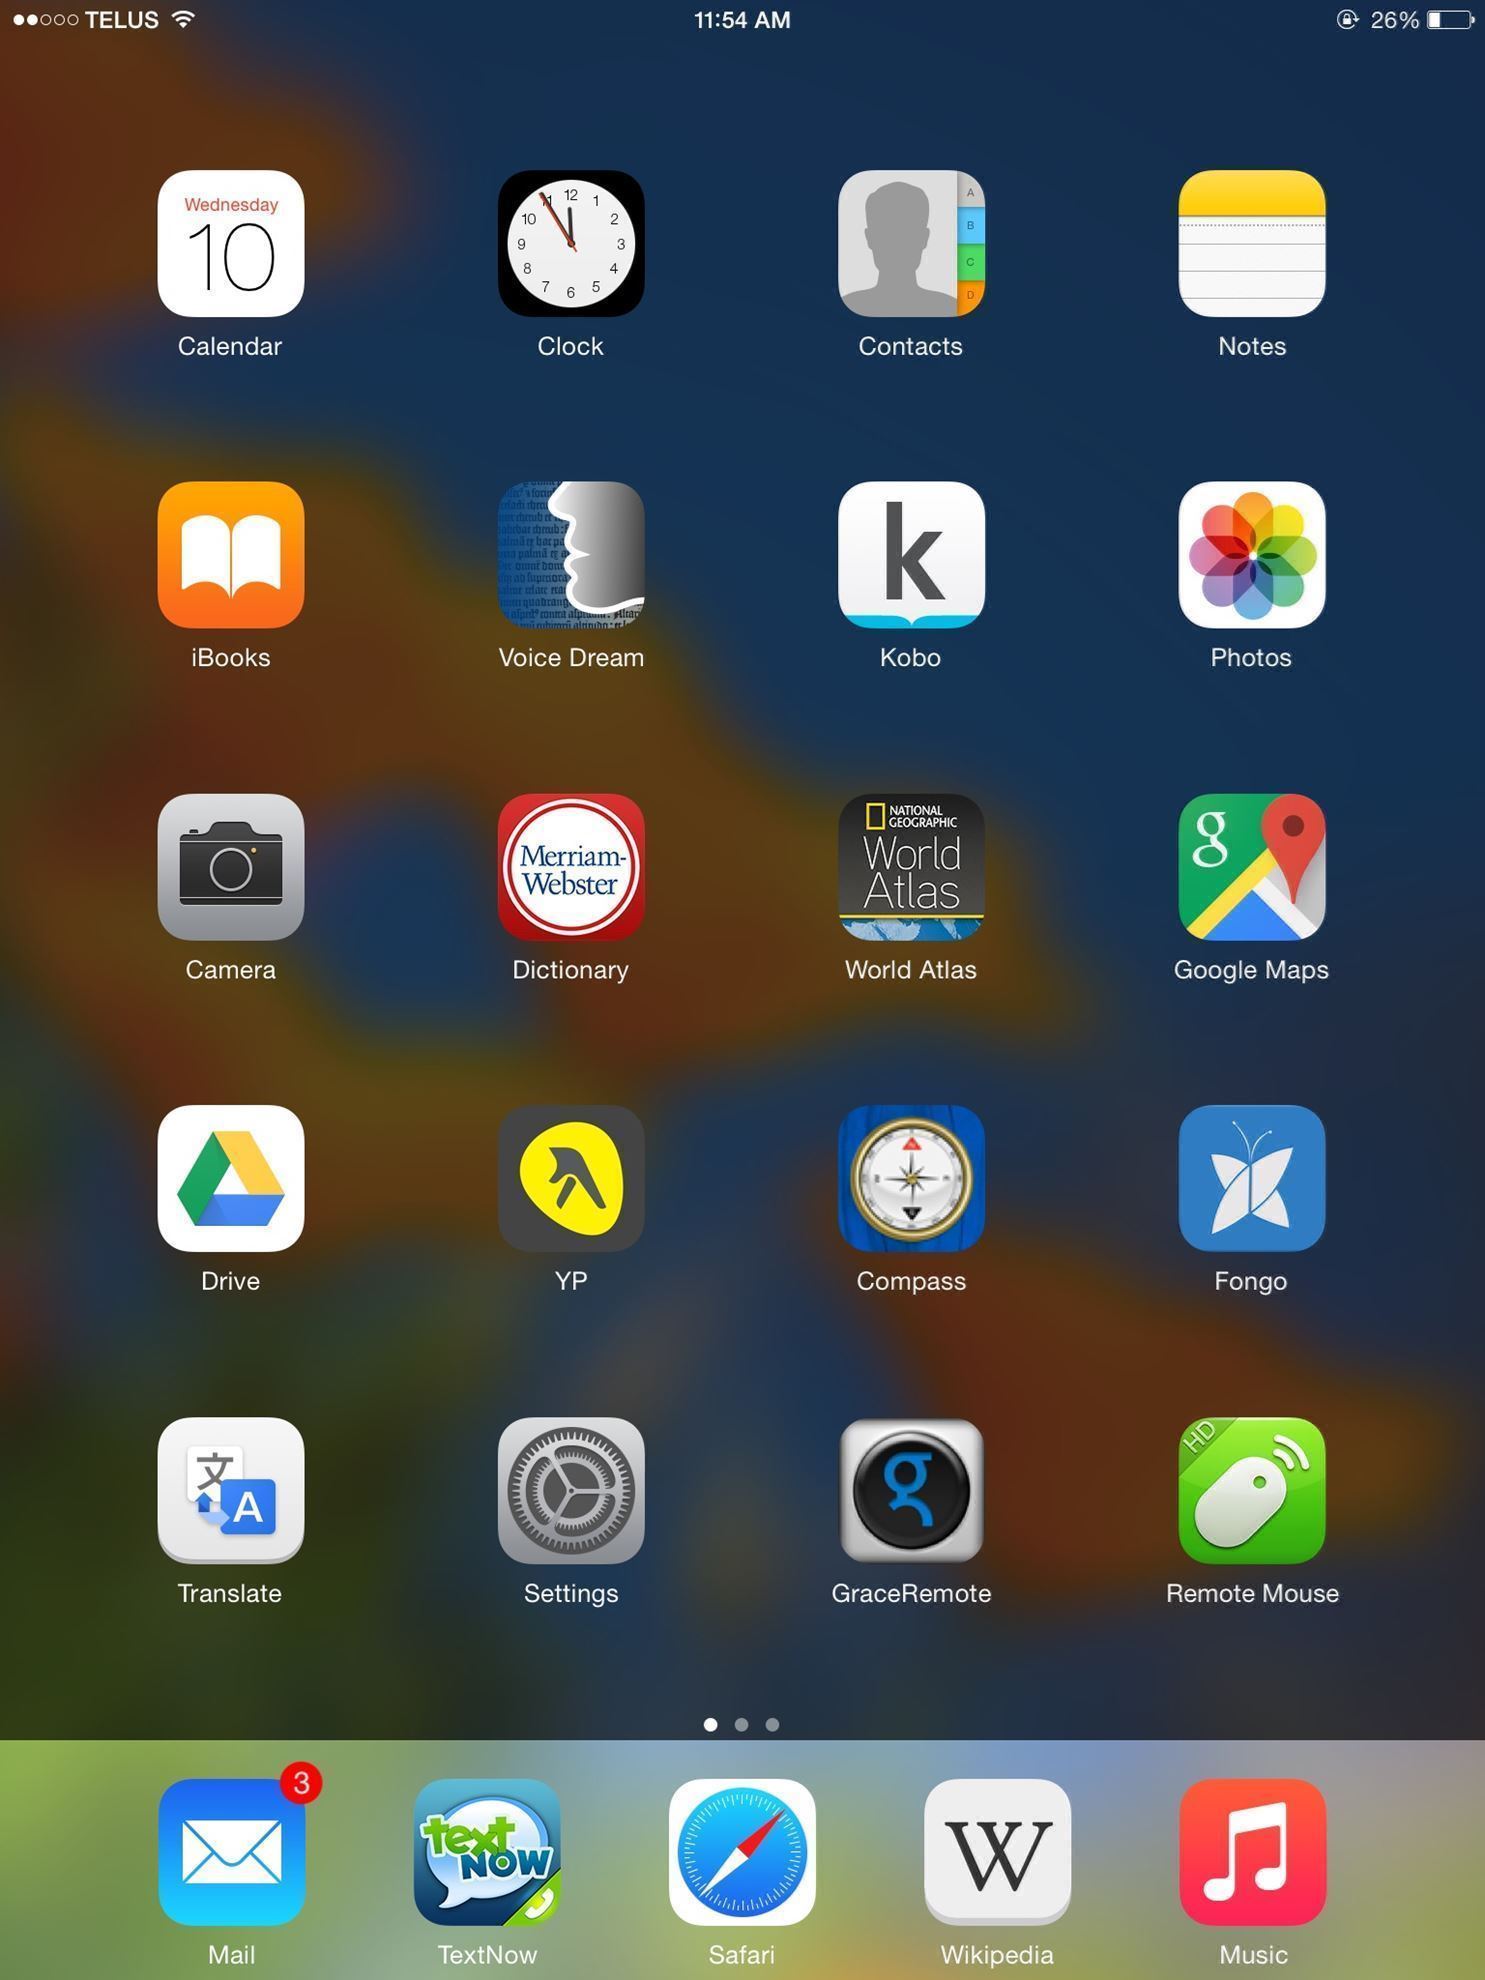 TELUS 11:54 AM 26%
Wednesday
10
12
11
1
10
2
9
3
8
4
7
5
6
A
B
C
D
Calendar Clock Contacts Notes
k
iBooks Voice Dream Kobo Photos
Merriam-
Webster
NATIONAL
GEOGRAPHIC
World
Atlas
g
Camera Dictionary World Atlas Google Maps
Drive YP Compass Fongo
文
A
g
HD
Translate Settings GraceRemote Remote Mouse
3
text
NOW
W
Mail TextNow Safari Wikipedia Music